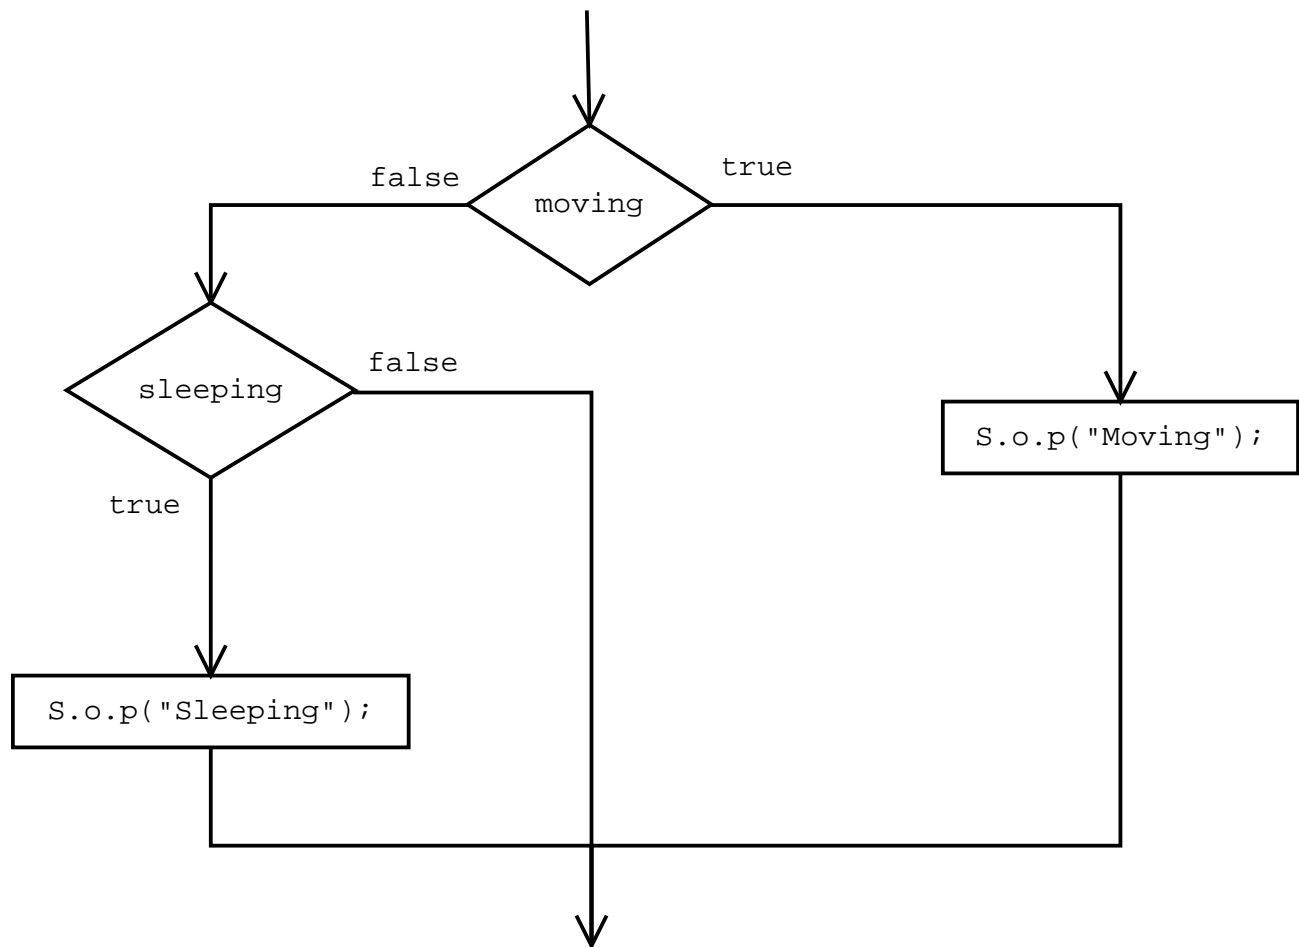 false
true
moving
false
sleeping
S.o.p("Moving");
true
S.o.p("Sleeping");